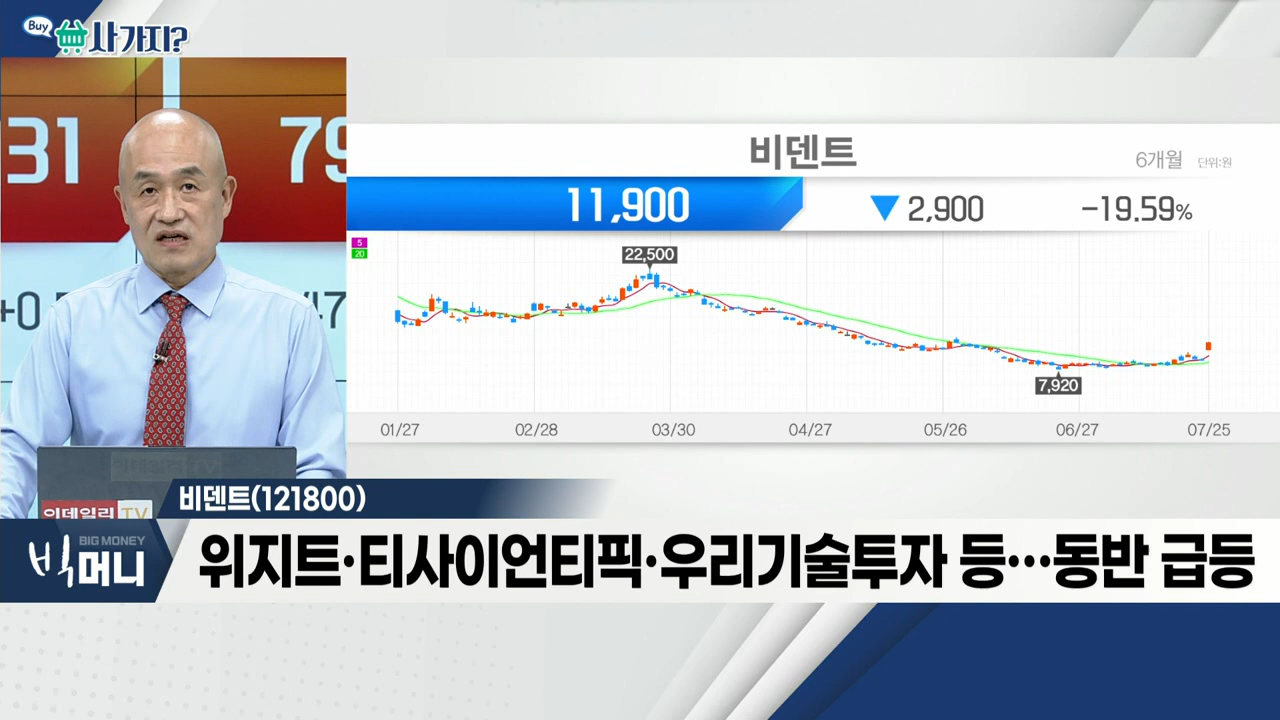 Buy
사가지?
31
79
비덴트
6개월 단위:원
11,900
▼ 2,900
-19.59%
5
20
22,500
7,920
01/27 02/28 03/30 04/27 05/26 06/27 07/25
이데일리TV
비덴트(121800)
BIG MONEY
빅머니
위지트·티사이언티픽·우리기술투자 등…동반 급등